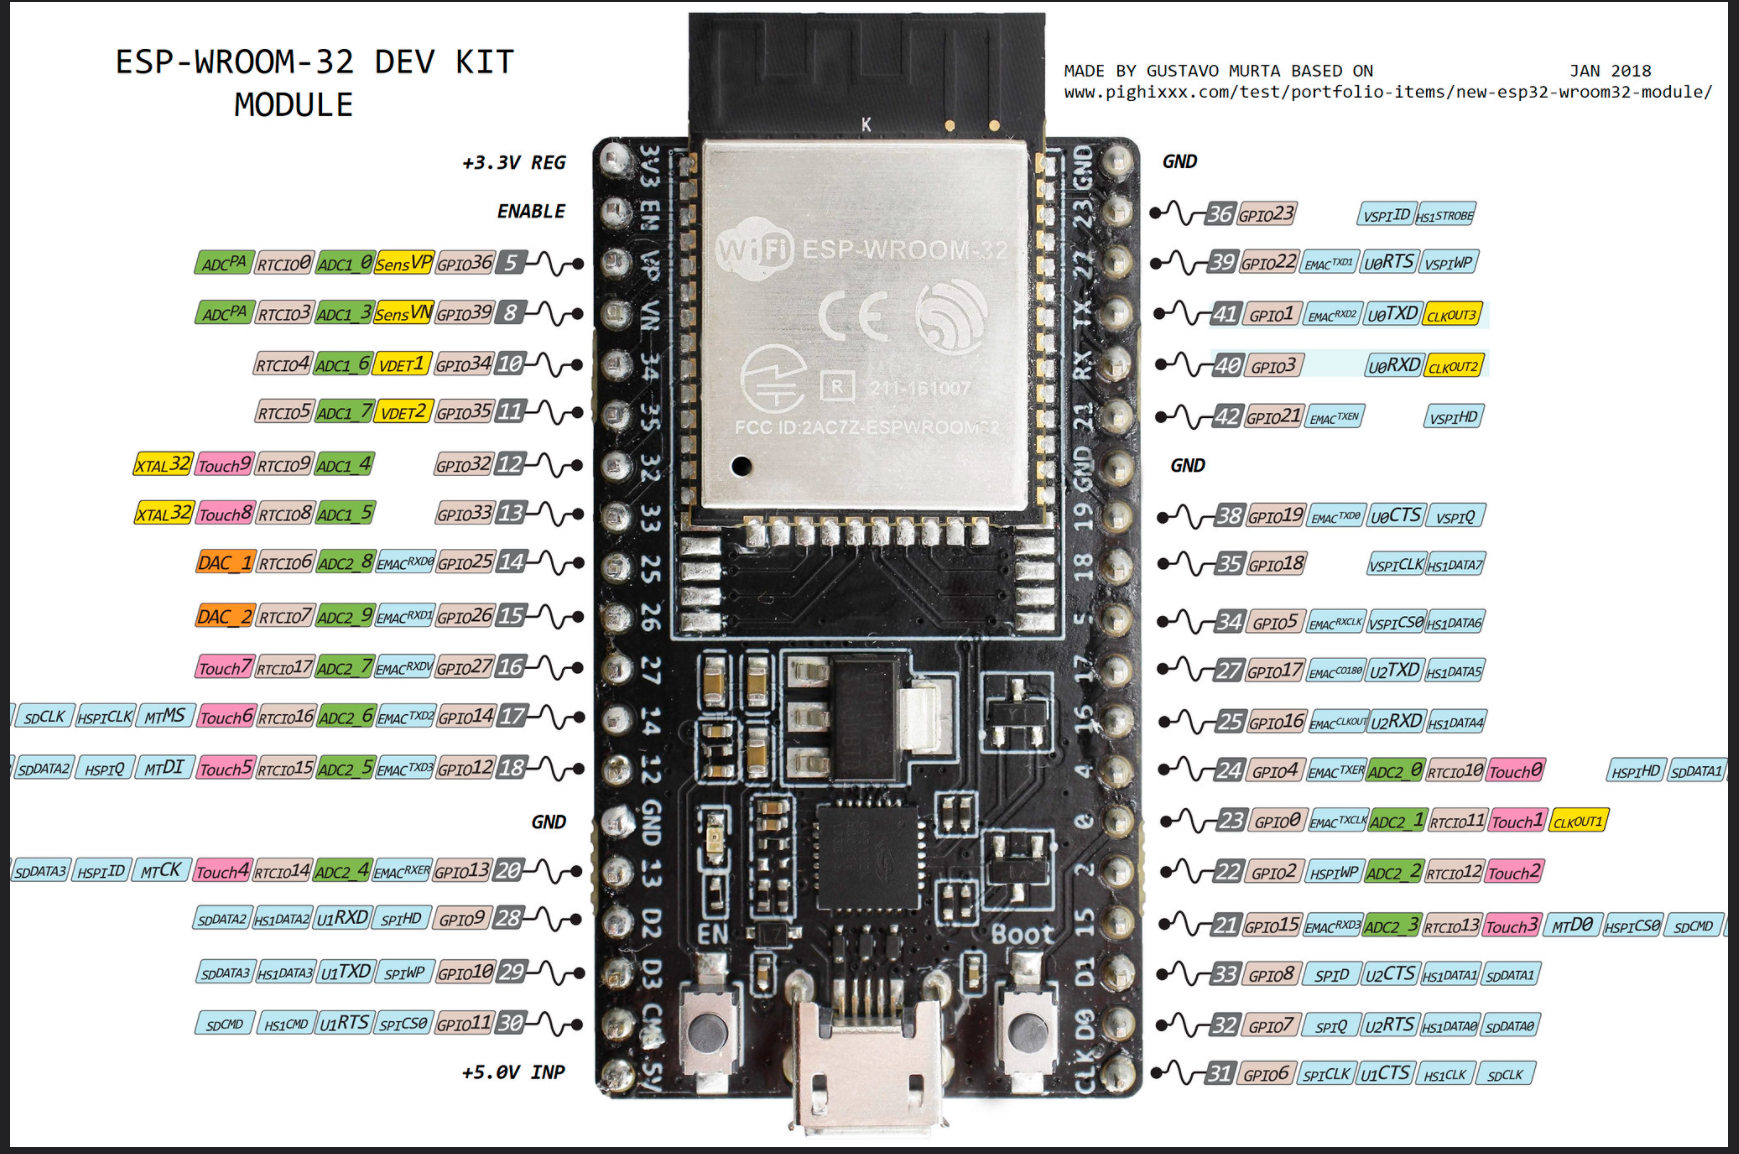 ESP-WROOM-32 DEV KIT
MODULE
MADE BY GUSTAVO MURTA BASED ON JAN 2018
www.pighixxx.com/test/portfolio-items/new-esp32-wroom32-module/
K
+3.3V REG 3V3 GND GND
ENABLE EN 23 36 GPIO23 VSPIID HS1STROBE
ADCPA RTCIO0 ADC1_0 SensVP GPIO36 5 VP 22 39 GPIO22 EMACTXD1 U0RTS VSPIWP
ADCPA RTCIO3 ADC1_3 SensVN GPIO39 8 VN TX 41 GPIO1 EMACRXD2 U0TXD CLKOUT3
RTCIO4 ADC1_6 VDET1 GPIO34 10 34 RX 40 GPIO3 U0RXD CLKOUT2
RTCIO5 ADC1_7 VDET2 GPIO35 11 35 21 42 GPIO21 EMACTXEN VSPIHD
XTAL32 Touch9 RTCIO9 ADC1_4 GPIO32 12 32 GND GND
XTAL32 Touch8 RTCIO8 ADC1_5 GPIO33 13 33 19 38 GPIO19 EMACTXD0 U0CTS VSPIQ
DAC_1 RTCIO6 ADC2_8 EMACRXD0 GPIO25 14 25 18 35 GPIO18 VSPICLK HS1DATA7
DAC_2 RTCIO7 ADC2_9 EMACRXD1 GPIO26 15 26 5 34 GPIO5 EMACRXCLK VSPICS0 HS1DATA6
Touch7 RTCIO17 ADC2_7 EMACRXDV GPIO27 16 27 17 27 GPIO17 EMACCO180 U2TXD HS1DATA5
SDCLK HSPICLK MTMS Touch6 RTCIO16 ADC2_6 EMACTXD2 GPIO14 17 14 16 25 GPIO16 EMACCLKOUT U2RXD HS1DATA4
SDDATA2 HSPIQ MTDI Touch5 RTCIO15 ADC2_5 EMACTXD3 GPIO12 18 12 4 24 GPIO4 EMACTXER ADC2_0 RTCIO10 Touch0 HSPIHD SDDATA1
GND GND 0 23 GPIO0 EMACTXCLK ADC2_1 RTCIO11 Touch1 CLKOUT1
SDDATA3 HSPIID MTCK Touch4 RTCIO14 ADC2_4 EMACRXER GPIO13 20 13 2 22 GPIO2 HSPIWP ADC2_2 RTCIO12 Touch2
SDDATA2 HS1DATA2 U1RXD SPIHD GPIO9 28 D2 15 21 GPIO15 EMACRXD3 ADC2_3 RTCIO13 Touch3 MTDO HSPICS0 SDCMD
SDDATA3 HS1DATA3 U1TXD SPIWP GPIO10 29 D3 D1 33 GPIO8 SPID U2CTS HS1DATA1 SDDATA1
SDCMD HS1CMD U1RTS SPICS0 GPIO11 30 CMD D0 32 GPIO7 SPIQ U2RTS HS1DATA0 SDDATA0
+5.0V INP 5V CLK 31 GPIO6 SPICLK U1CTS HS1CLK SDCLK
WiFi ESP-WROOM-32
CE
R 211-161007
FCC ID:2AC7Z-ESPWROOM32
EN Boot